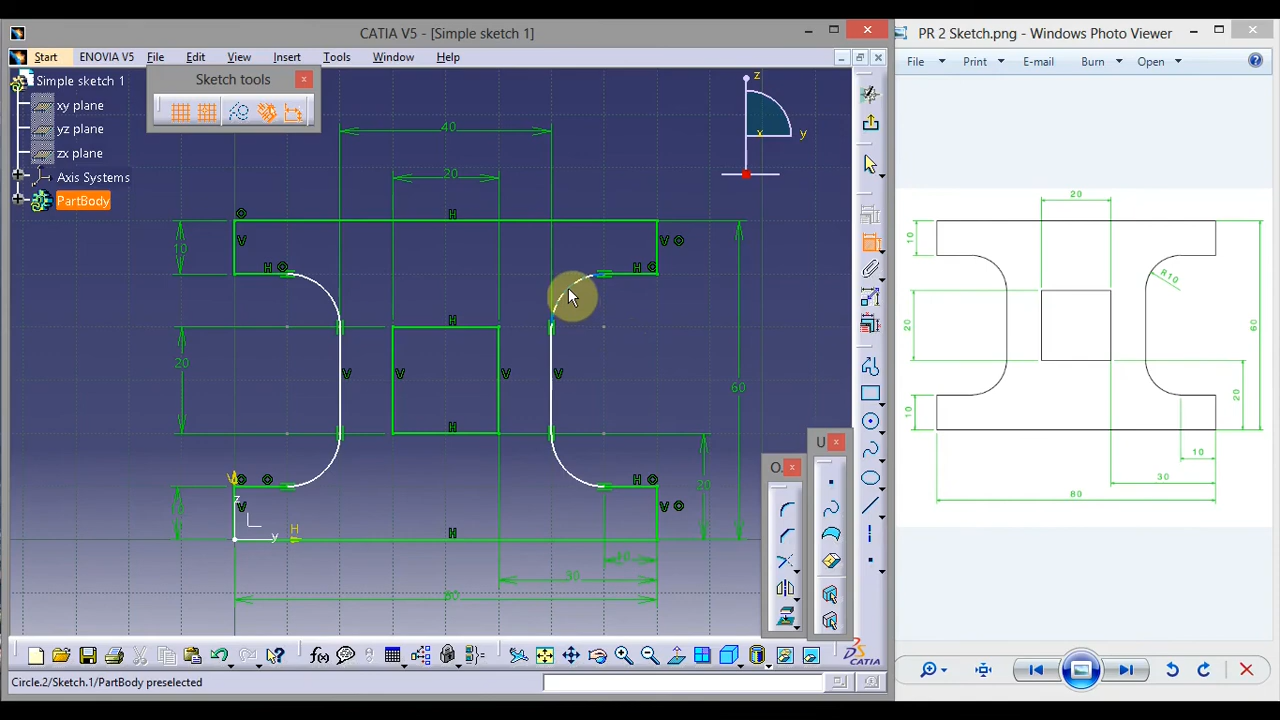 CATIA V5 - [Simple sketch 1]
Start
ENOVIA V5
File
Edit
View
Insert
Tools
Window
Help
Simple sketch 1
Sketch tools
xy plane
yz plane
zx plane
Axis Systems
PartBody
z
x
y
40
20
H
V
V
H
H
10
H
20
V
V
V
V
H
60
20
H
V
V
V
z
H
y
H
30
80
U
O..
Circle.2/Sketch.1/PartBody preselected
CATIA
PR 2 Sketch.png - Windows Photo Viewer
File
Print
E-mail
Burn
Open
20
10
R10
20
60
20
10
10
30
80